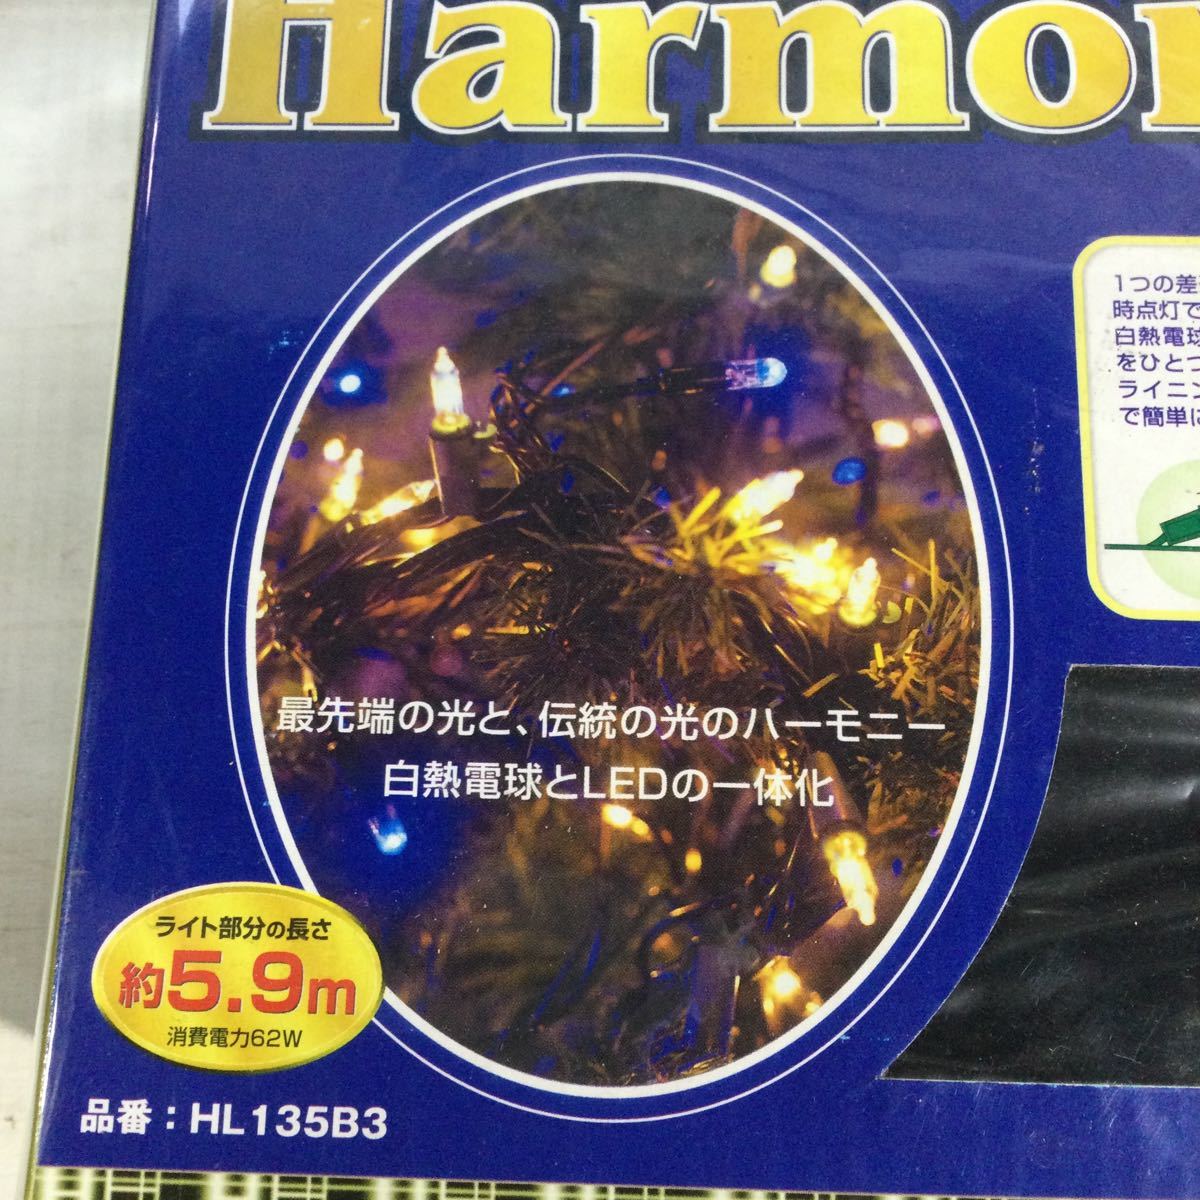 Harmo
1つの差
時点灯で
白熱電球
をひとつ
ライニン
で簡単に
最先端の光と、伝統の光のハーモニー
白熱電球とLEDの一体化
ライト部分の長さ
約5.9m
消費電力62W
品番：HL135B3